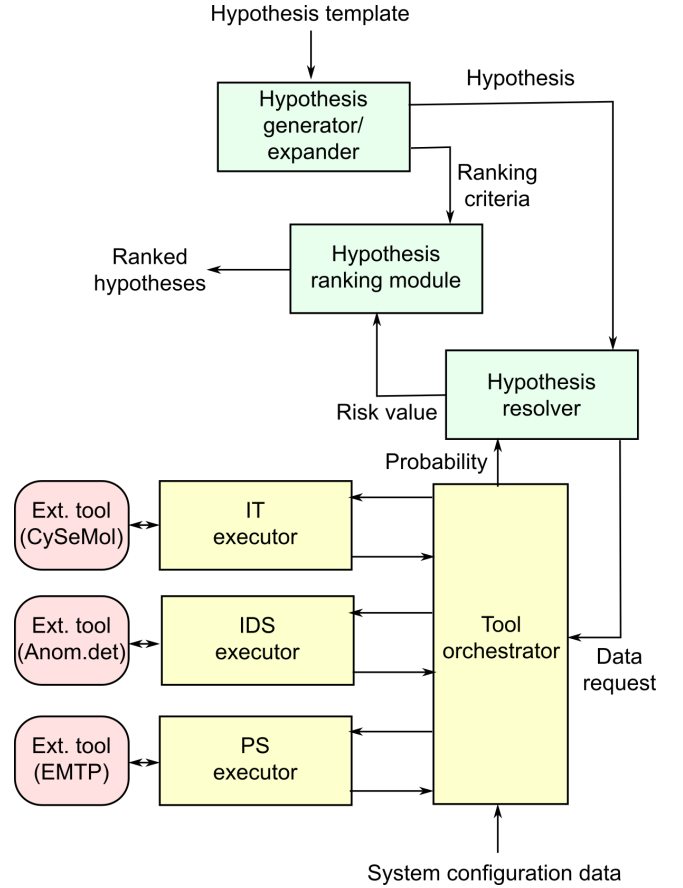 Hypothesis template
Hypothesis
generator/
expander
Hypothesis
Ranking
criteria
Hypothesis
ranking module
Ranked
hypotheses
Hypothesis
resolver
Risk value
Probability
Ext. tool
(CySeMol)
IT
executor
Ext. tool
(Anom.det)
IDS
executor
Tool
orchestrator
Data
request
Ext. tool
(EMTP)
PS
executor
System configuration data